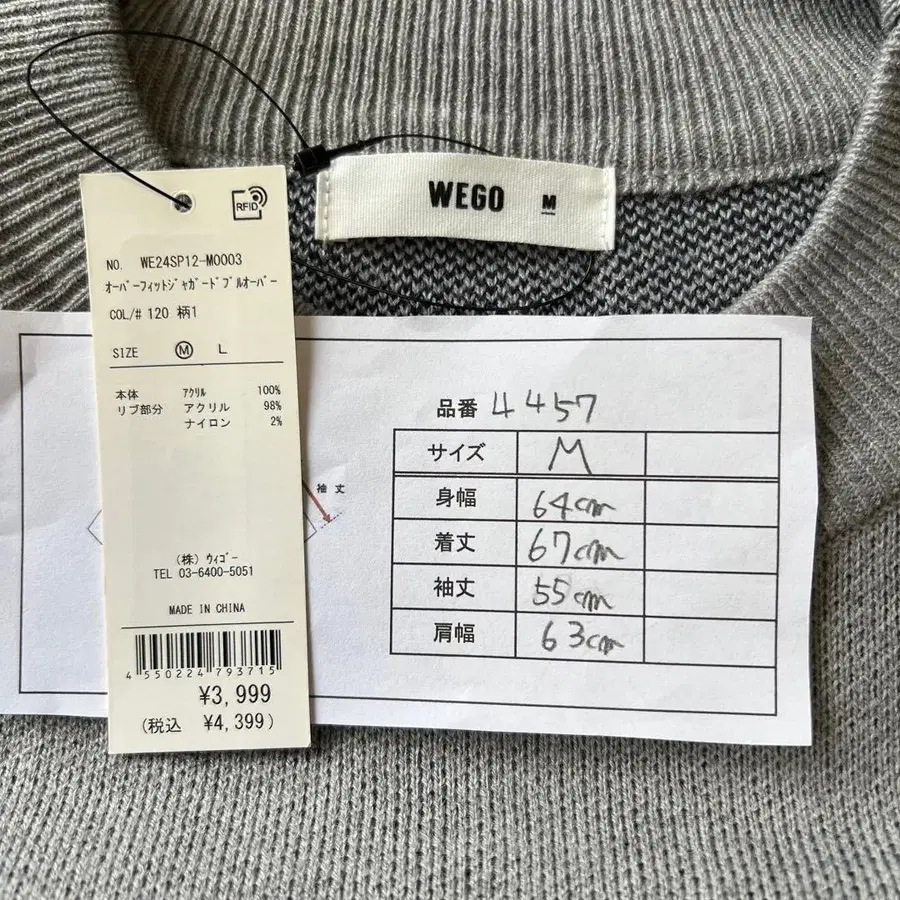 WEGO M
RFID
NO. WE24SP12-M0003
オーバーフィットジャガードプルオーバー
COL/# 120 柄1
SIZE Ⓜ L
本体 アクリル 100%
リブ部分 アクリル 98%
ナイロン 2%
(株) ウィゴー
TEL 03-6400-5051
MADE IN CHINA
4 550224 793715
¥3,999
(税込 ¥4,399)
袖丈
品番 4457
サイズ M
身幅 64cm
着丈 67cm
袖丈 55cm
肩幅 63cm